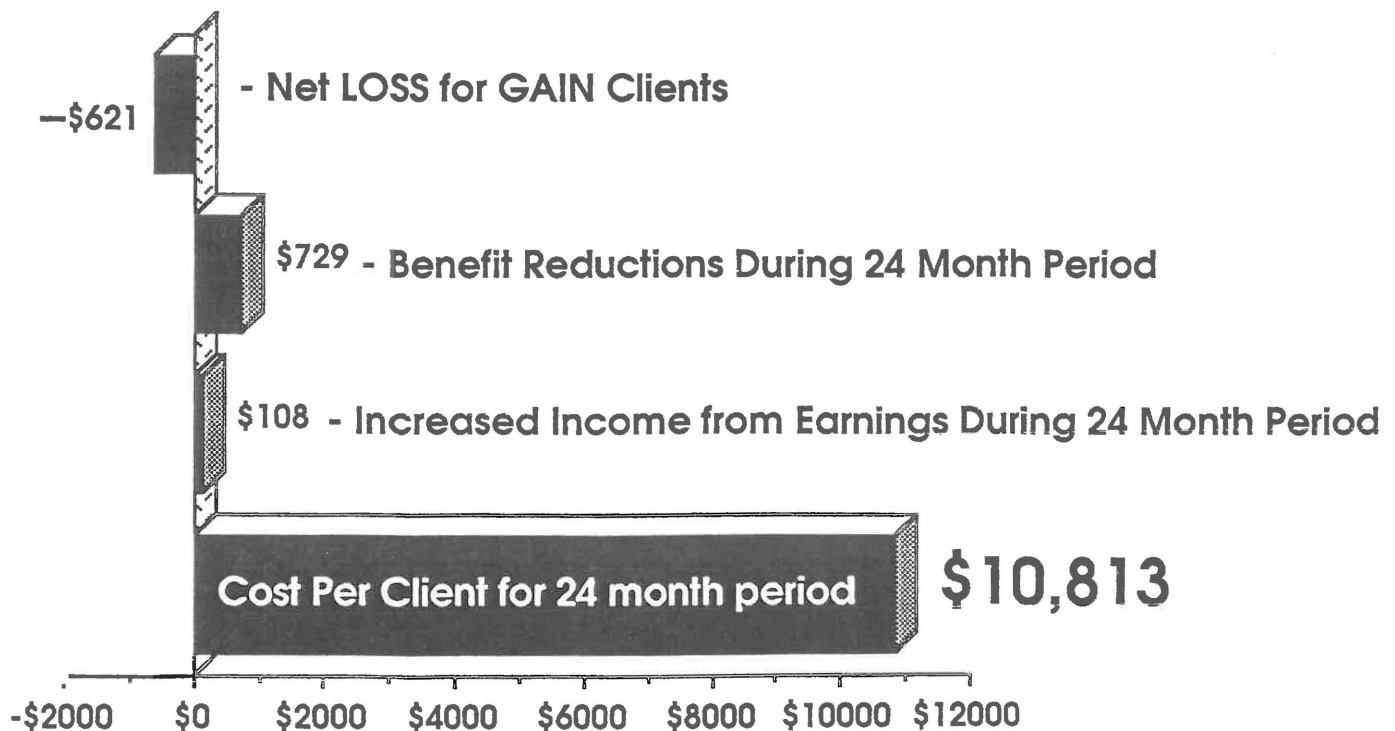 - Net LOSS for GAIN Clients
—$621
$729 - Benefit Reductions During 24 Month Period
$108 - Increased Income from Earnings During 24 Month Period
Cost Per Client for 24 month period $10,813
-$2000 $0 $2000 $4000 $6000 $8000 $10000 $12000